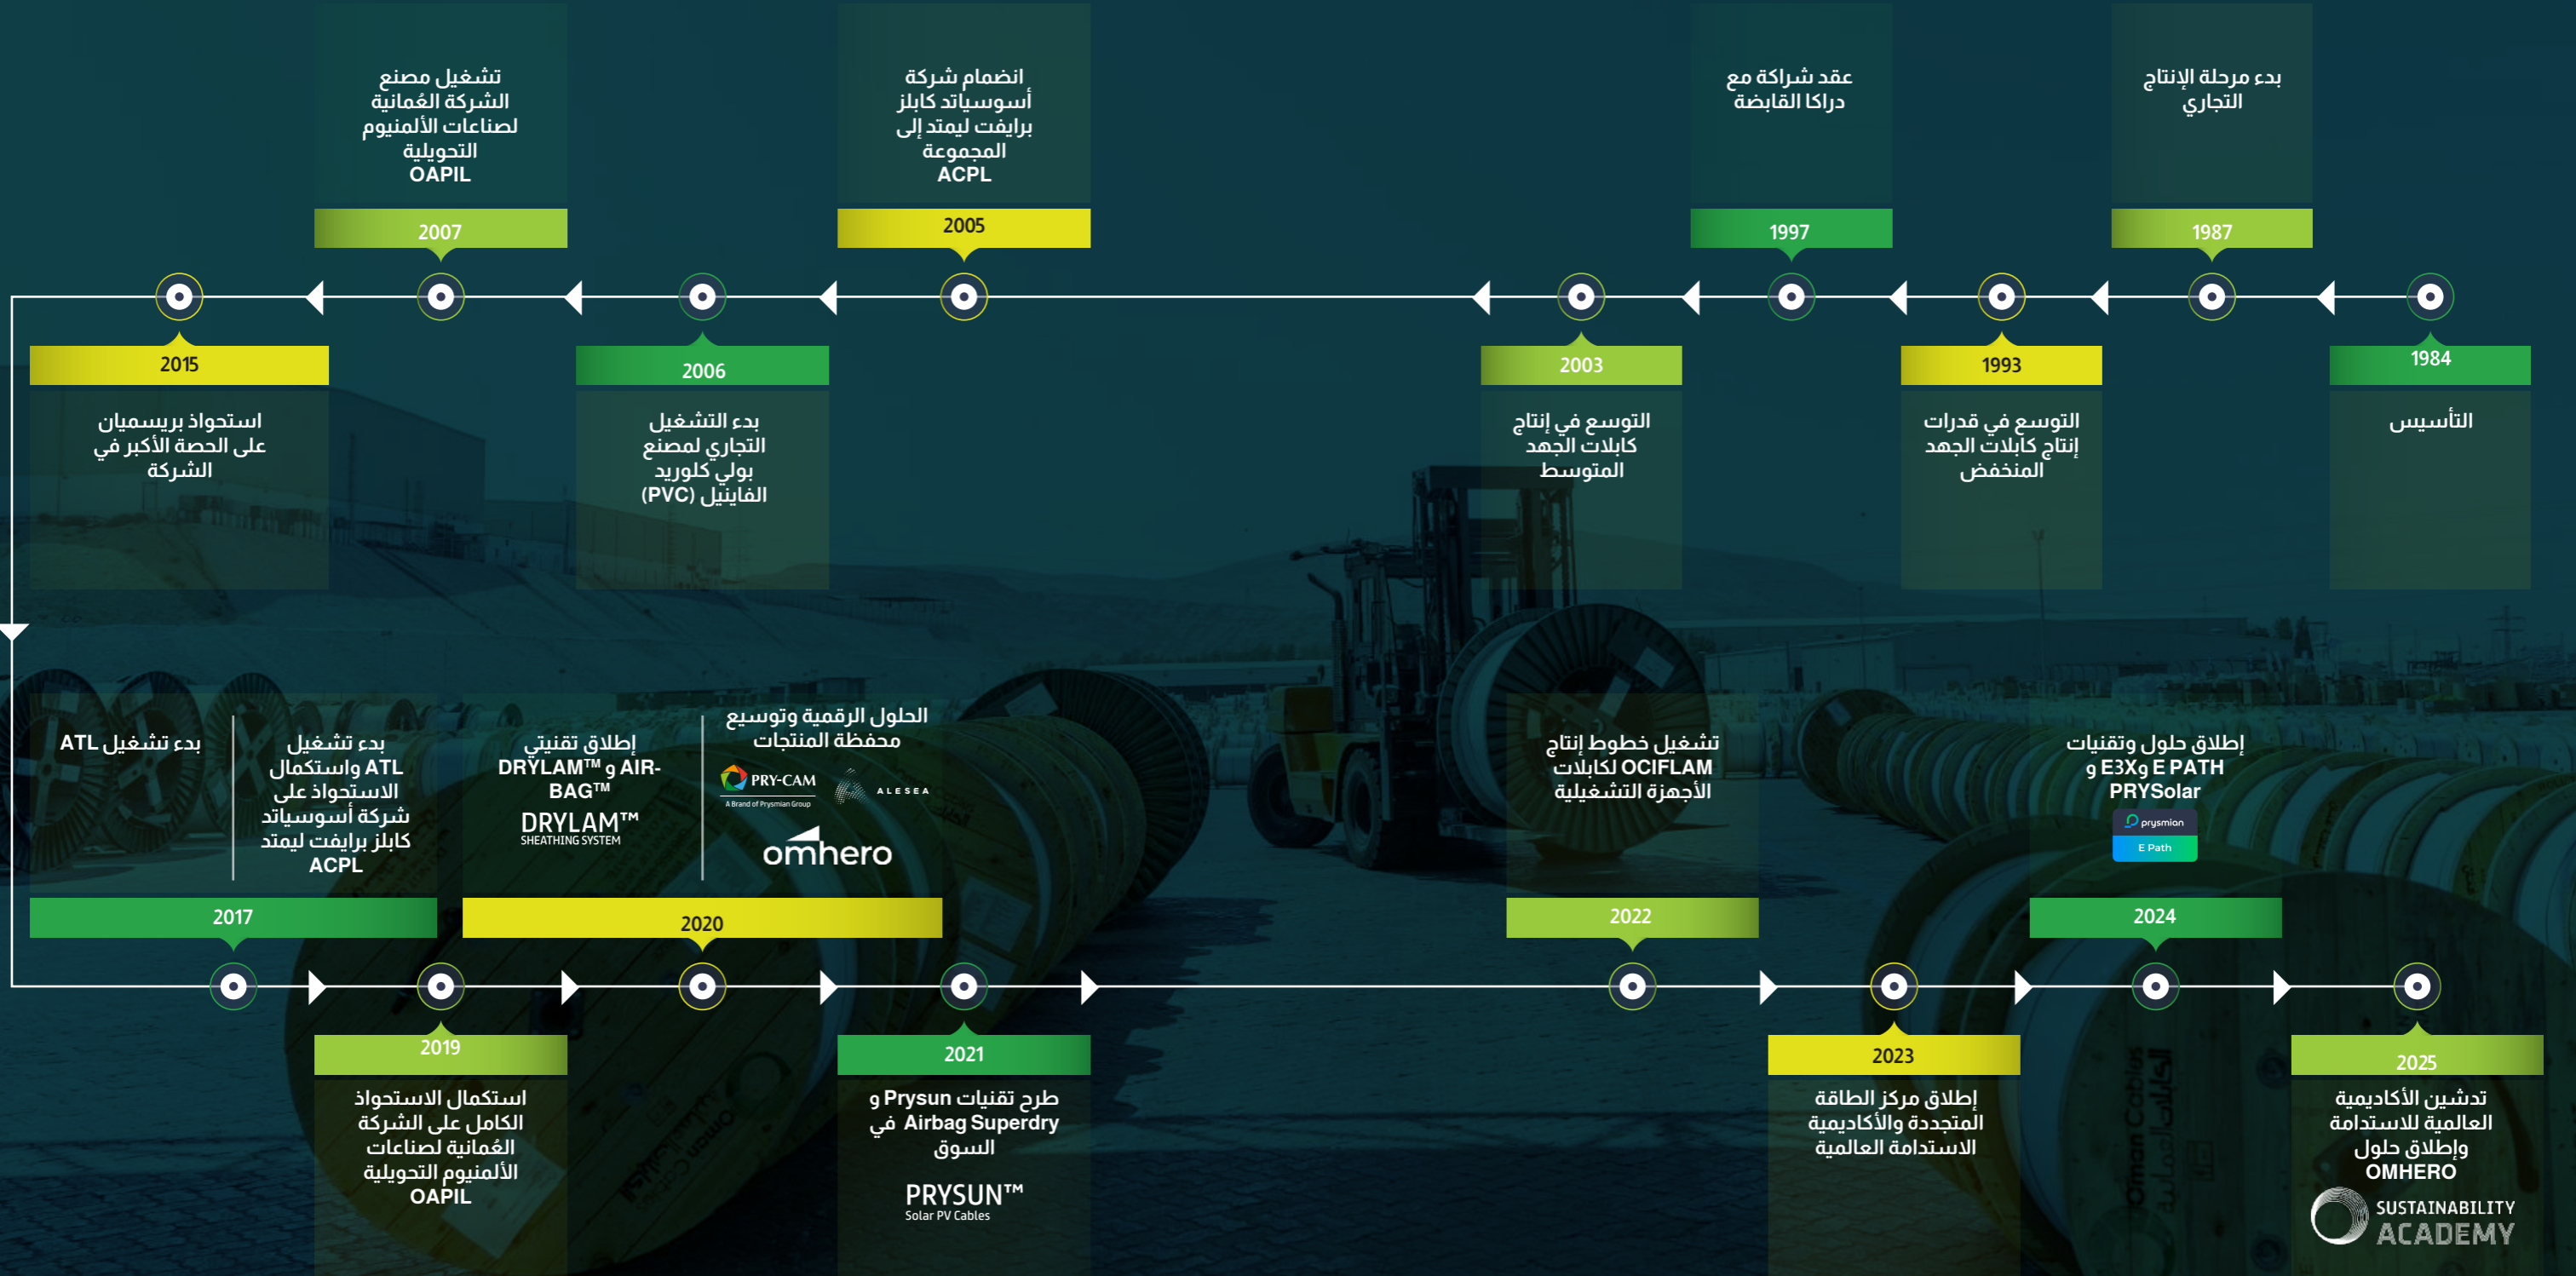 1984
التأسيس
بدء مرحلة الإنتاج
التجاري
1987
1993
التوسع في قدرات
إنتاج كابلات الجهد
المنخفض
عقد شراكة مع
دراكا القابضة
1997
2003
التوسع في إنتاج
كابلات الجهد
المتوسط
انضمام شركة
أسوسياتد كابلز
برايفت ليمتد إلى
المجموعة
ACPL
2005
2006
بدء التشغيل
التجاري لمصنع
بولي كلوريد
الفاينيل (PVC)
تشغيل مصنع
الشركة العُمانية
لصناعات الألمنيوم
التحويلية
OAPIL
2007
2015
استحواذ بريسميان
على الحصة الأكبر في
الشركة
بدء تشغيل ATL
بدء تشغيل
ATL واستكمال
الاستحواذ على
شركة أسوسياتد
كابلز برايفت ليمتد
ACPL
2017
2019
استكمال الاستحواذ
الكامل على الشركة
العُمانية لصناعات
الألمنيوم التحويلية
OAPIL
إطلاق تقنيتي
DRYLAM™ و AIR-
BAG™
DRYLAM™
SHEATHING SYSTEM
الحلول الرقمية وتوسيع
محفظة المنتجات
PRY-CAM
A Brand of Prysmian Group
ALESEA
omhero
2020
2021
طرح تقنيات Prysun و
Airbag Superdry في
السوق
PRYSUN™
Solar PV Cables
تشغيل خطوط إنتاج
OCIFLAM لكابلات
الأجهزة التشغيلية
2022
2023
إطلاق مركز الطاقة
المتجددة والأكاديمية
الاستدامة العالمية
إطلاق حلول وتقنيات
E PATH وE3X و
PRYSolar
prysmian
E Path
2024
2025
تدشين الأكاديمية
العالمية للاستدامة
وإطلاق حلول
OMHERO
SUSTAINABILITY
ACADEMY
Oman Cables
الكابلات العمانية